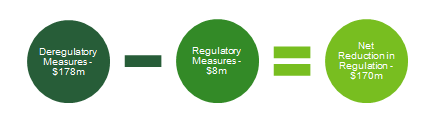 Deregulatory
Measures -
$178m
Regulatory
Measures -
$8m
Net
Reduction in
Regulation -
$170m